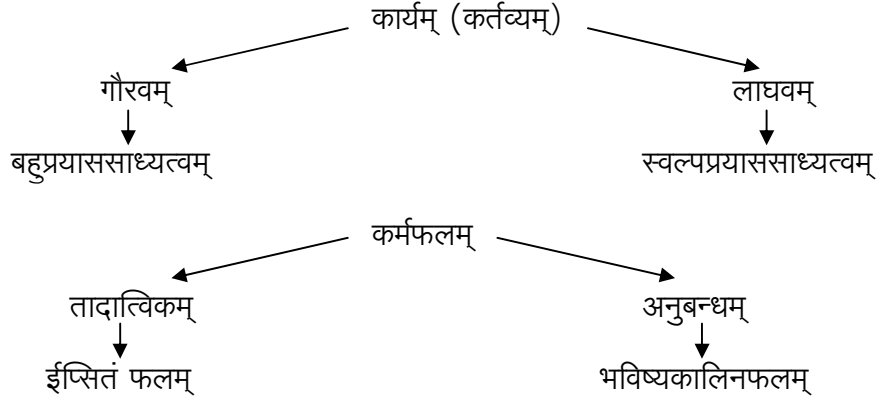 कार्यम् (कर्तव्यम्)
गौरवम् लाघवम्
बहुप्रयाससाध्यत्वम् स्वल्पप्रयाससाध्यत्वम्
कर्मफलम्
तादात्विकम् अनुबन्धम्
ईप्सितं फलम् भविष्यकालिनफलम्